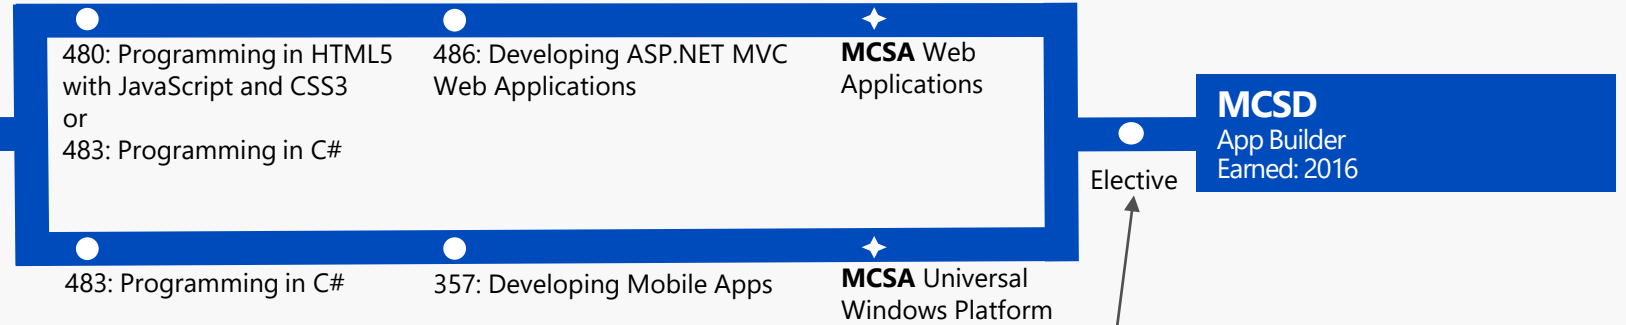 480: Programming in HTML5
with JavaScript and CSS3
or
483: Programming in C#
486: Developing ASP.NET MVC
Web Applications
MCSA Web
Applications
483: Programming in C#
357: Developing Mobile Apps
MCSA Universal
Windows Platform
Elective
MCSD
App Builder
Earned: 2016